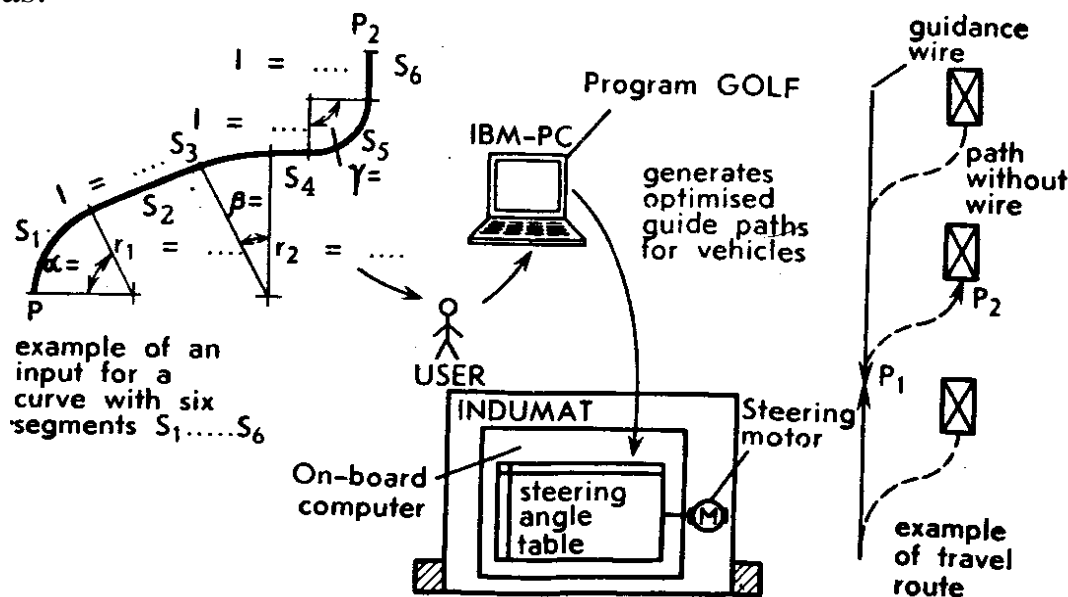 as.
P2
l = ....
S6
l = ....
S5
S3
S4
γ=
l = ....
S2
β=
S1
r1 = ....
r2 = ....
α=
P
example of an
input for a
curve with six
segments S1.....S6
Program GOLF
IBM-PC
generates
optimised
guide paths
for vehicles
USER
INDUMAT
On-board
computer
steering
angle
table
M
Steering
motor
guidance
wire
path
without
wire
P2
P1
example
of travel
route